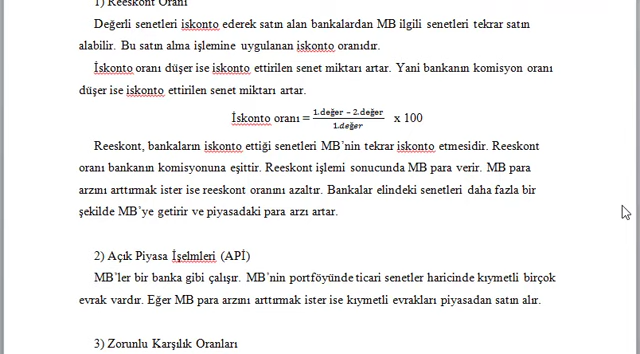 1) Reeskont Oranı
Değerli senetleri iskonto ederek satın alan bankalardan MB ilgili senetleri tekrar satın
alabilir. Bu satın alma işlemine uygulanan iskonto oranıdır.
İskonto oranı düşer ise iskonto ettirilen senet miktarı artar. Yani bankanın komisyon oranı
düşer ise iskonto ettirilen senet miktarı artar.
İskonto oranı = 1.değer – 2.değer / 1.değer x 100
Reeskont, bankaların iskonto ettiği senetleri MB’nin tekrar iskonto etmesidir. Reeskont
oranı bankanın komisyonuna eşittir. Reeskont işlemi sonucunda MB para verir. MB para
arzını arttırmak ister ise reeskont oranını azaltır. Bankalar elindeki senetleri daha fazla bir
şekilde MB’ye getirir ve piyasadaki para arzı artar.
2) Açık Piyasa İşelmleri (APİ)
MB’ler bir banka gibi çalışır. MB’nin portföyünde ticari senetler haricinde kıymetli birçok
evrak vardır. Eğer MB para arzını arttırmak ister ise kıymetli evrakları piyasadan satın alır.
3) Zorunlu Karşılık Oranları